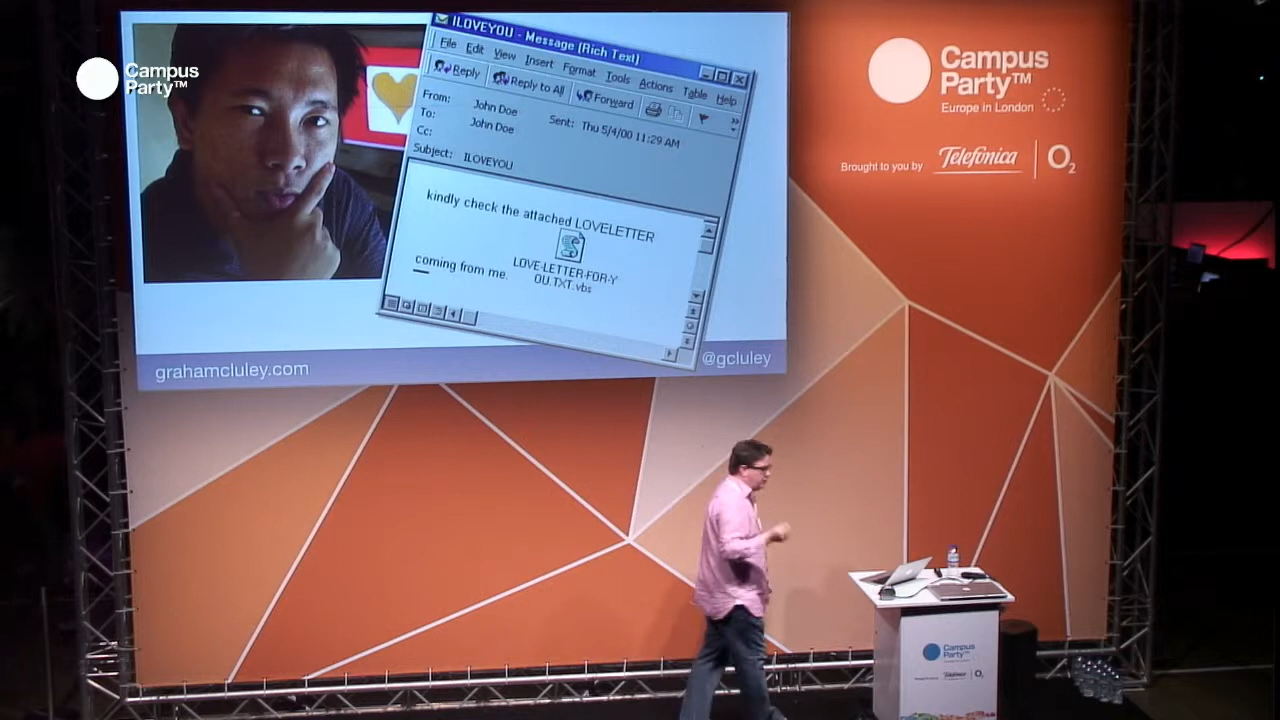 Campus
Party™
ILOVEYOU - Message (Rich Text)
File Edit View Insert Format Tools Actions Table Help
Reply Reply to All Forward
From: John Doe Sent: Thu 5/4/00 11:29 AM
To: John Doe
Cc:
Subject: ILOVEYOU
kindly check the attached LOVELETTER
coming from me.
LOVE-LETTER-FOR-Y
OU.TXT.vbs
grahamcluley.com @gcluley
Campus
Party™
Europe in London
Brought to you by Telefónica O2
Campus
Party™
Telefónica O2